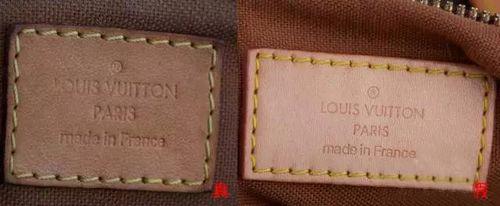 ®
LOUIS VUITTON
PARIS
made in France
真
®
LOUIS VUITTON
PARIS
made in France
假